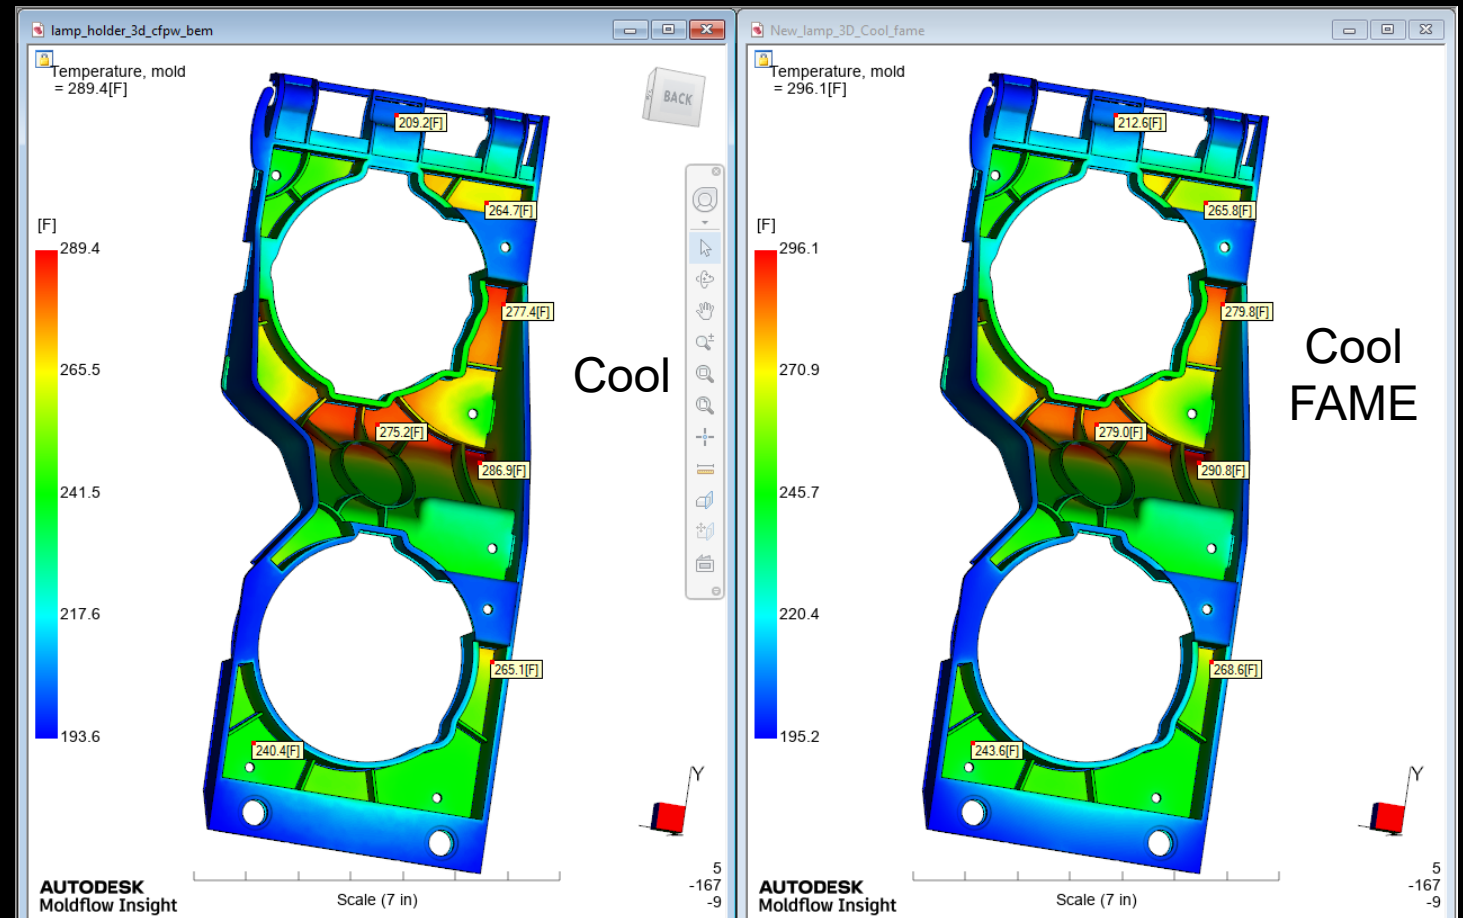 lamp_holder_3d_cfpw_bem
Temperature, mold
= 289.4[F]
BACK
[F]
289.4
265.5
241.5
217.6
193.6
209.2[F]
264.7[F]
277.4[F]
275.2[F]
286.9[F]
265.1[F]
240.4[F]
Cool
Y
5
-167
-9
Scale (7 in)
AUTODESK
Moldflow Insight
New_lamp_3D_Cool_fame
Temperature, mold
= 296.1[F]
[F]
296.1
270.9
245.7
220.4
195.2
212.6[F]
265.8[F]
279.8[F]
279.0[F]
290.8[F]
268.6[F]
243.6[F]
Cool
FAME
Y
5
-167
-9
Scale (7 in)
AUTODESK
Moldflow Insight